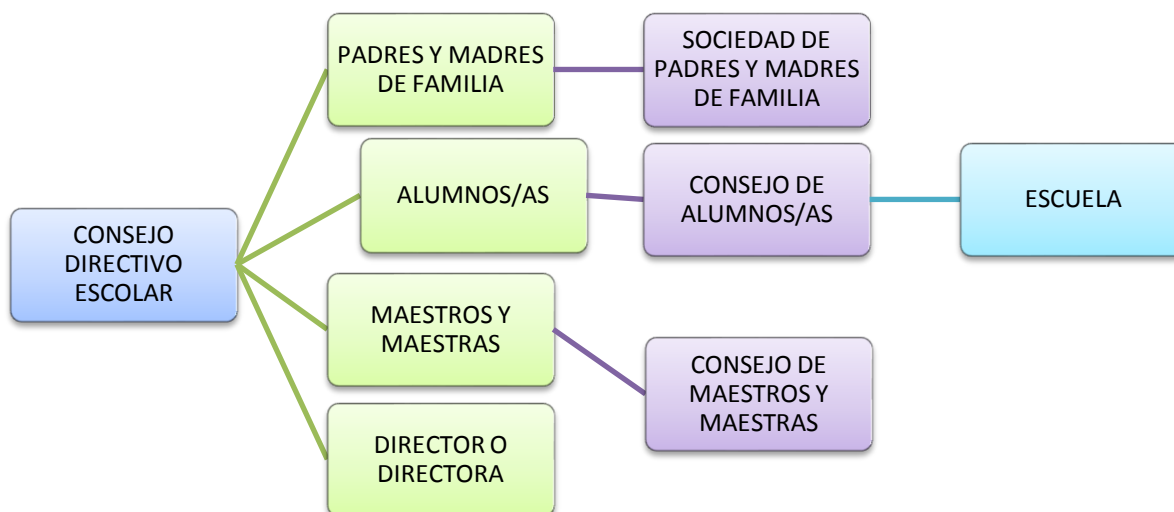 PADRES Y MADRES
DE FAMILIA
SOCIEDAD DE
PADRES Y MADRES
DE FAMILIA
ALUMNOS/AS
CONSEJO DE
ALUMNOS/AS
ESCUELA
CONSEJO
DIRECTIVO
ESCOLAR
MAESTROS Y
MAESTRAS
CONSEJO DE
MAESTROS Y
MAESTRAS
DIRECTOR O
DIRECTORA